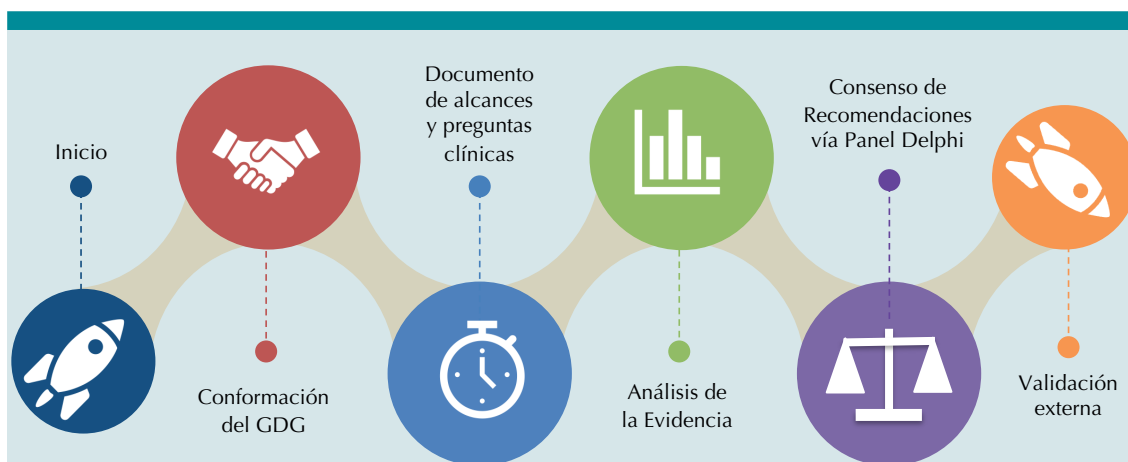 Inicio
Conformación
del GDG
Documento
de alcances
y preguntas
clínicas
Análisis de
la Evidencia
Consenso de
Recomendaciones
vía Panel Delphi
Validación
externa